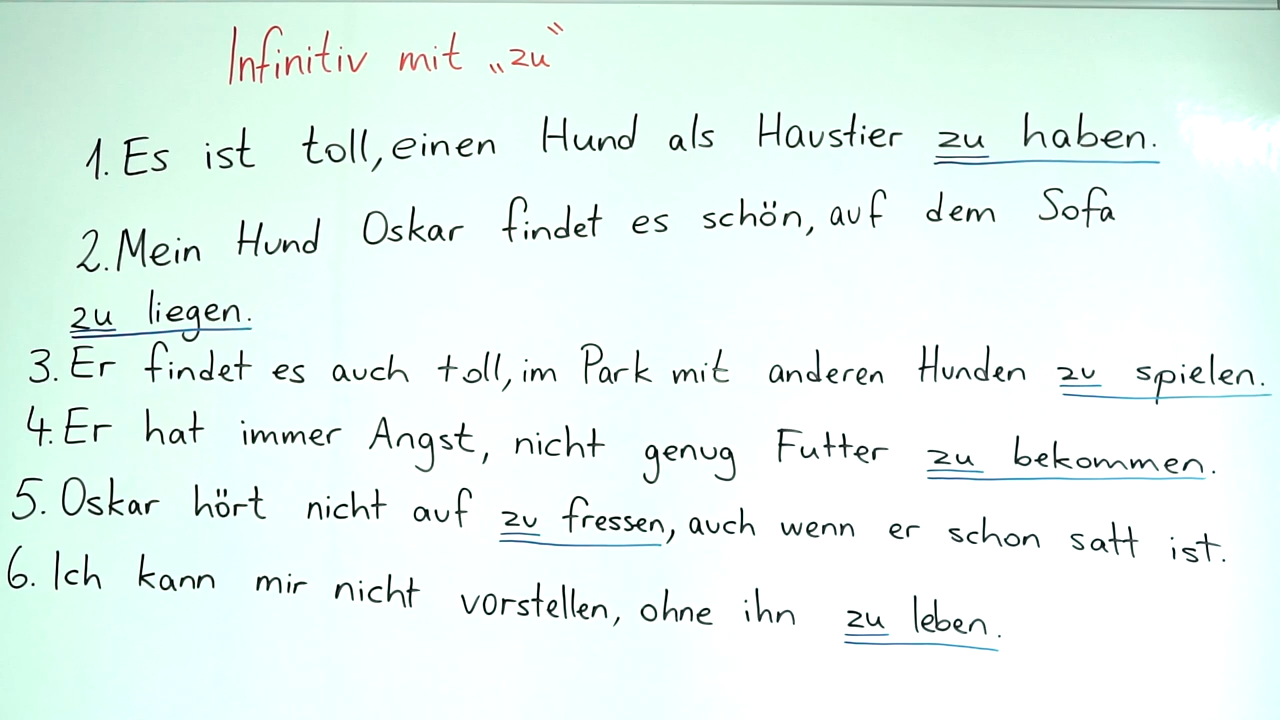 Infinitiv mit „zu“
1. Es ist toll, einen Hund als Haustier zu haben.
2. Mein Hund Oskar findet es schön, auf dem Sofa
zu liegen.
3. Er findet es auch toll, im Park mit anderen Hunden zu spielen.
4. Er hat immer Angst, nicht genug Futter zu bekommen.
5. Oskar hört nicht auf zu fressen, auch wenn er schon satt ist.
6. Ich kann mir nicht vorstellen, ohne ihn zu leben.